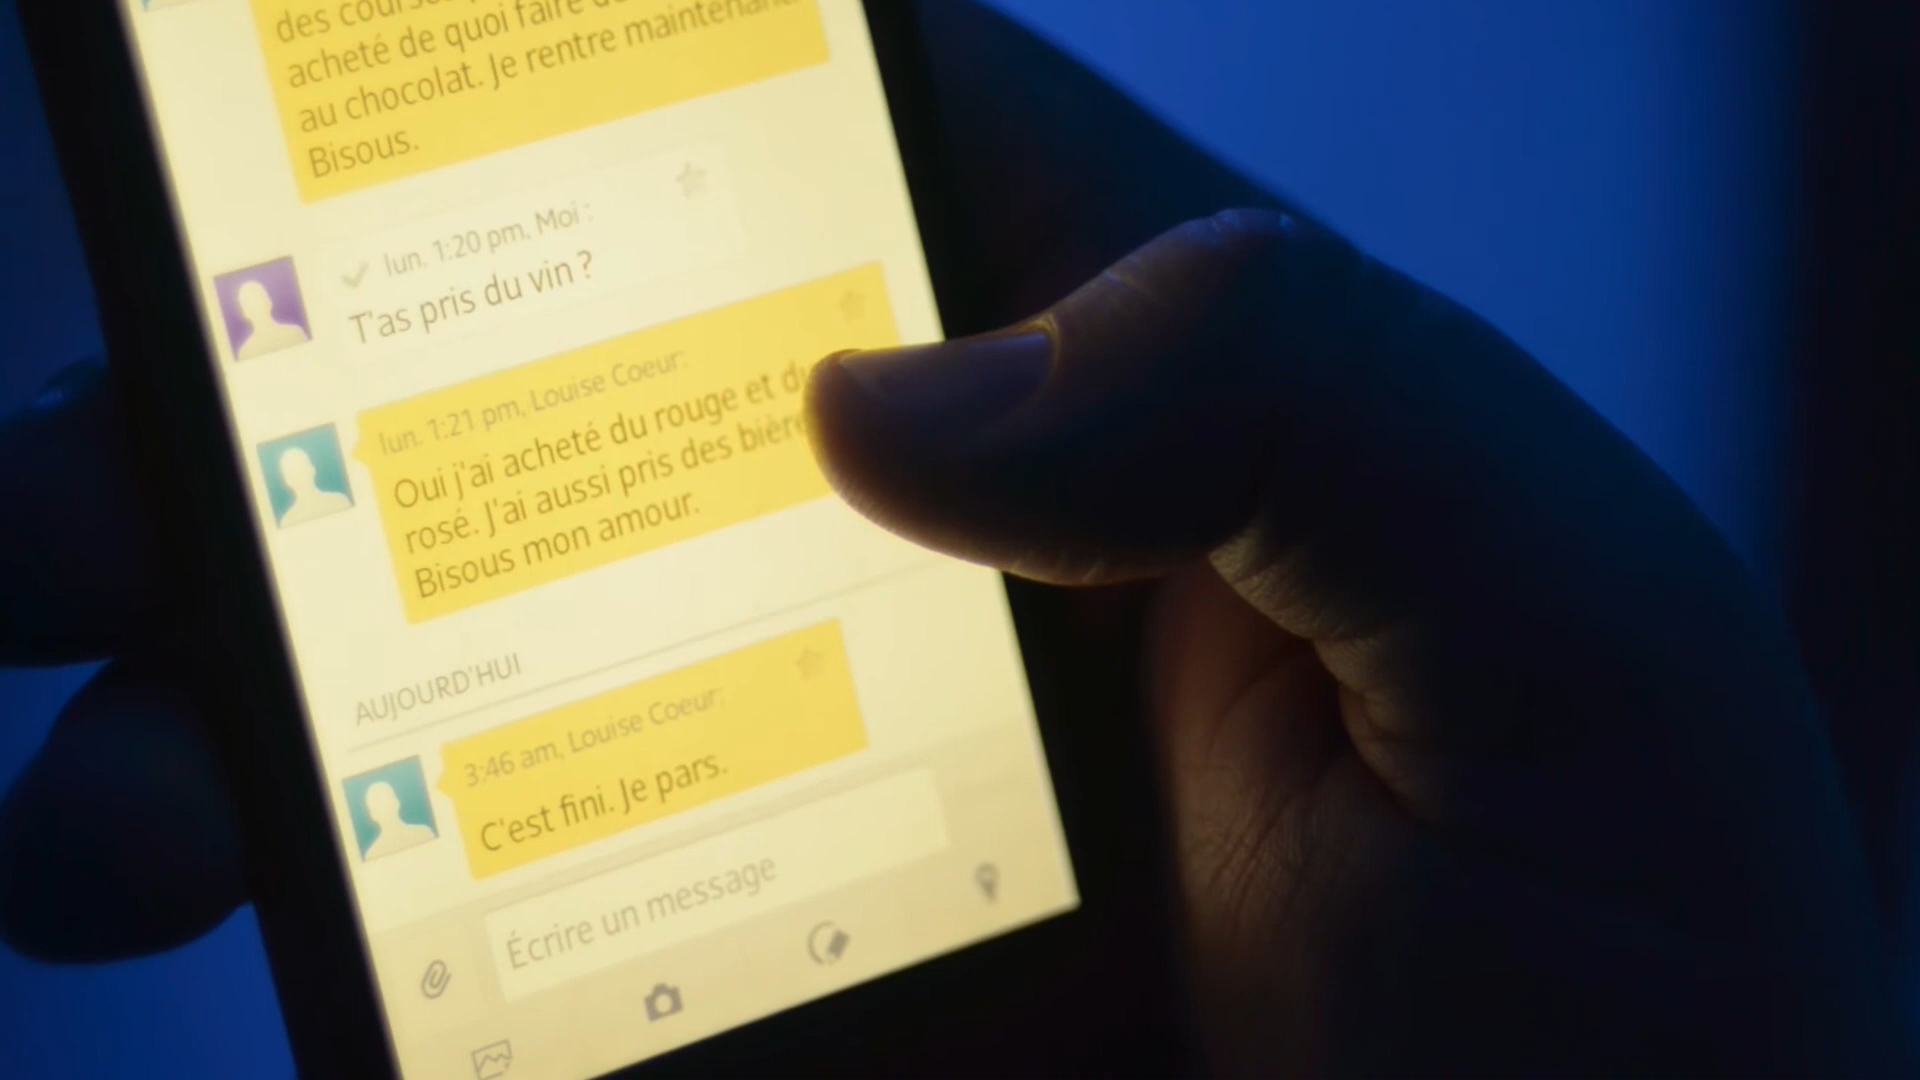 des courses
acheté de quoi faire
au chocolat. Je rentre maintenant
Bisous.
lun. 1:20 pm, Moi :
T'as pris du vin ?
lun. 1:21 pm, Louise Coeur:
Oui j'ai acheté du rouge et du
rosé. J'ai aussi pris des
Bisous mon amour.
AUJOURD'HUI
3:46 am, Louise Coeur:
C'est fini. Je pars.
Écrire un message